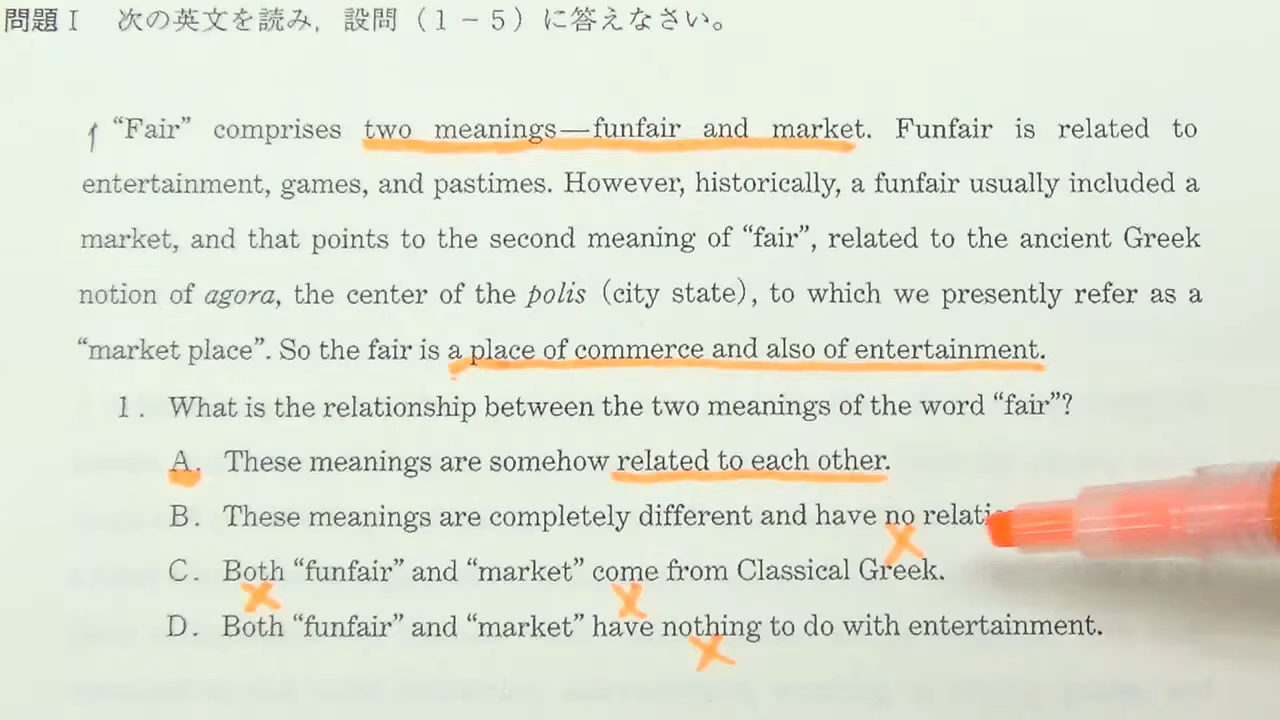 問題Ⅰ 次の英文を読み，設問（1－5）に答えなさい。
1 “Fair” comprises two meanings—funfair and market. Funfair is related to
entertainment, games, and pastimes. However, historically, a funfair usually included a
market, and that points to the second meaning of “fair”, related to the ancient Greek
notion of agora, the center of the polis (city state), to which we presently refer as a
“market place”. So the fair is a place of commerce and also of entertainment.
1. What is the relationship between the two meanings of the word “fair”?
A. These meanings are somehow related to each other.
B. These meanings are completely different and have no
C. Both “funfair” and “market” come from Classical Greek.
D. Both “funfair” and “market” have nothing to do with entertainment.